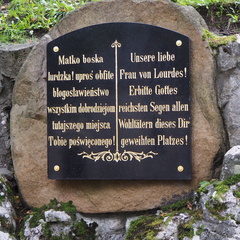 Matko boska
lurdzka! uproś obfite
błogosławieństwo
wszystkim dobrodziejom
tutajszego miejsca
Tobie poświęconego!
Unsere liebe
Frau von Lourdes!
Erbitte Gottes
reichsten Segen allen
Wohltätern dieses Dir
geweihten Platzes!